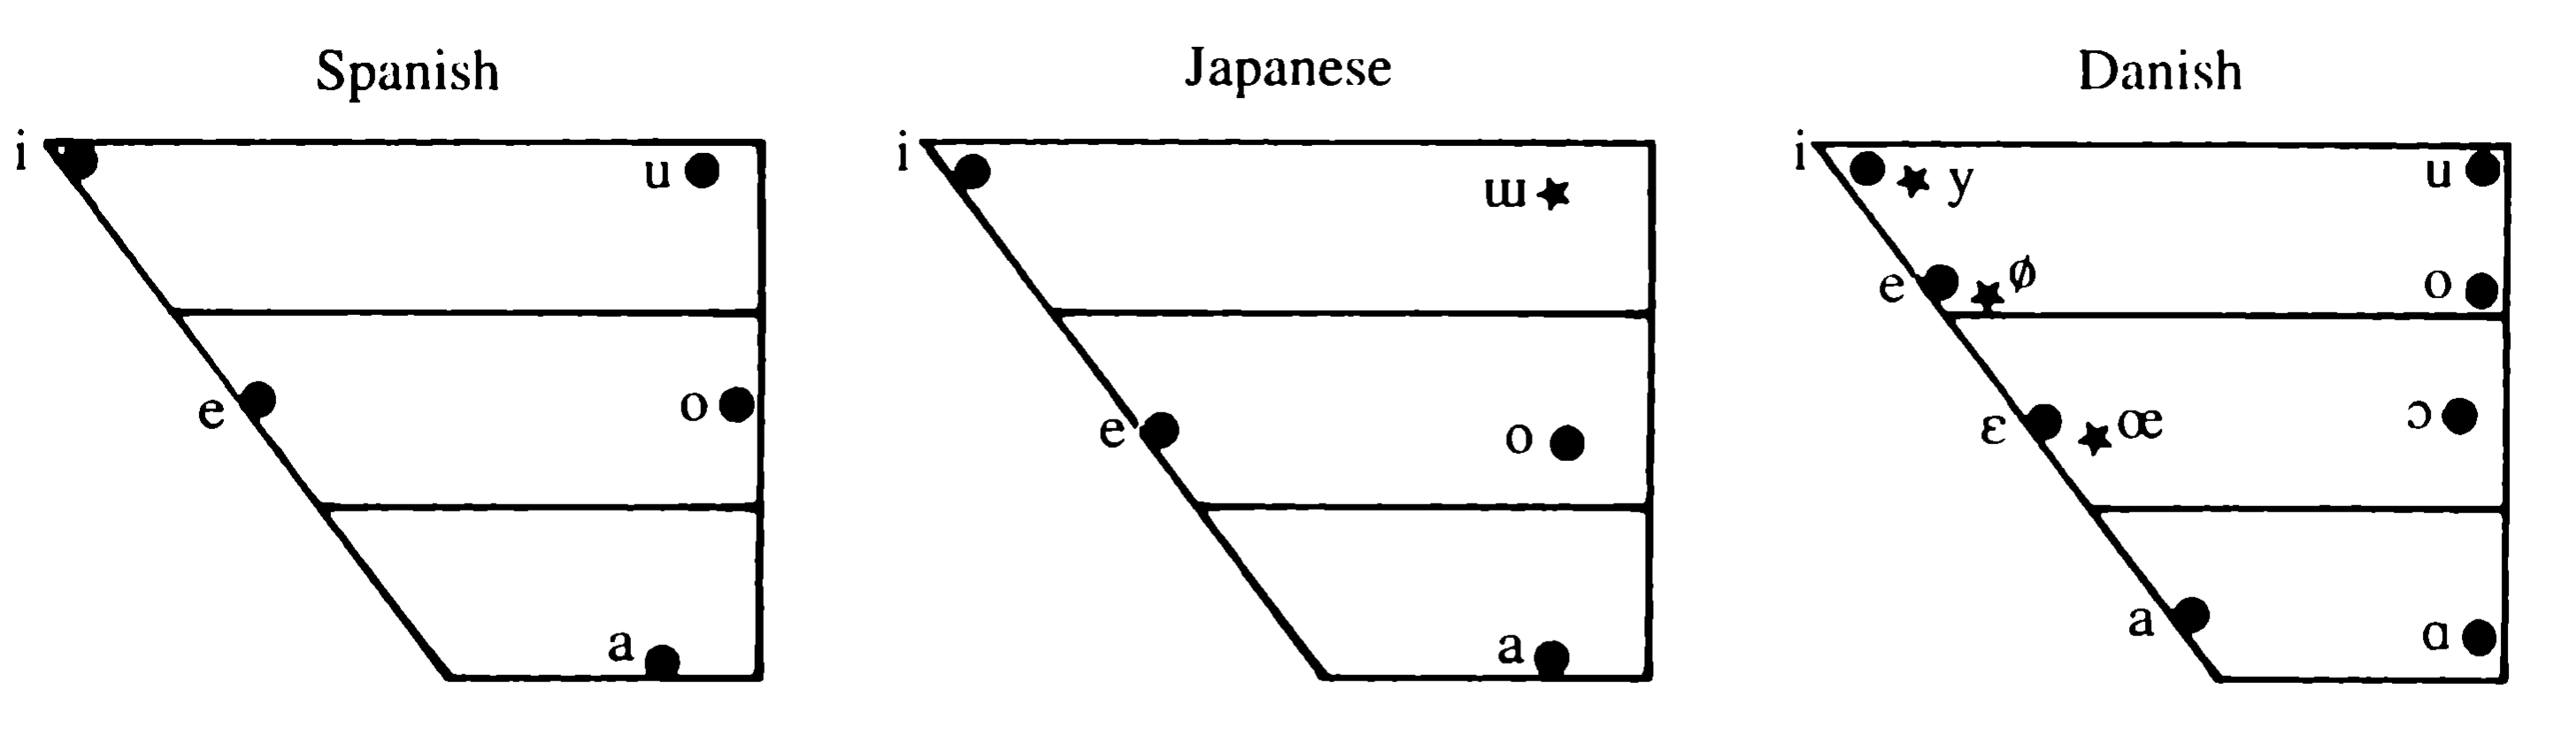 Spanish
i
u
e
o
a
Japanese
i
ɯ
e
o
a
Danish
i
y
u
e
ø
o
ɛ
œ
ɔ
a
ɑ